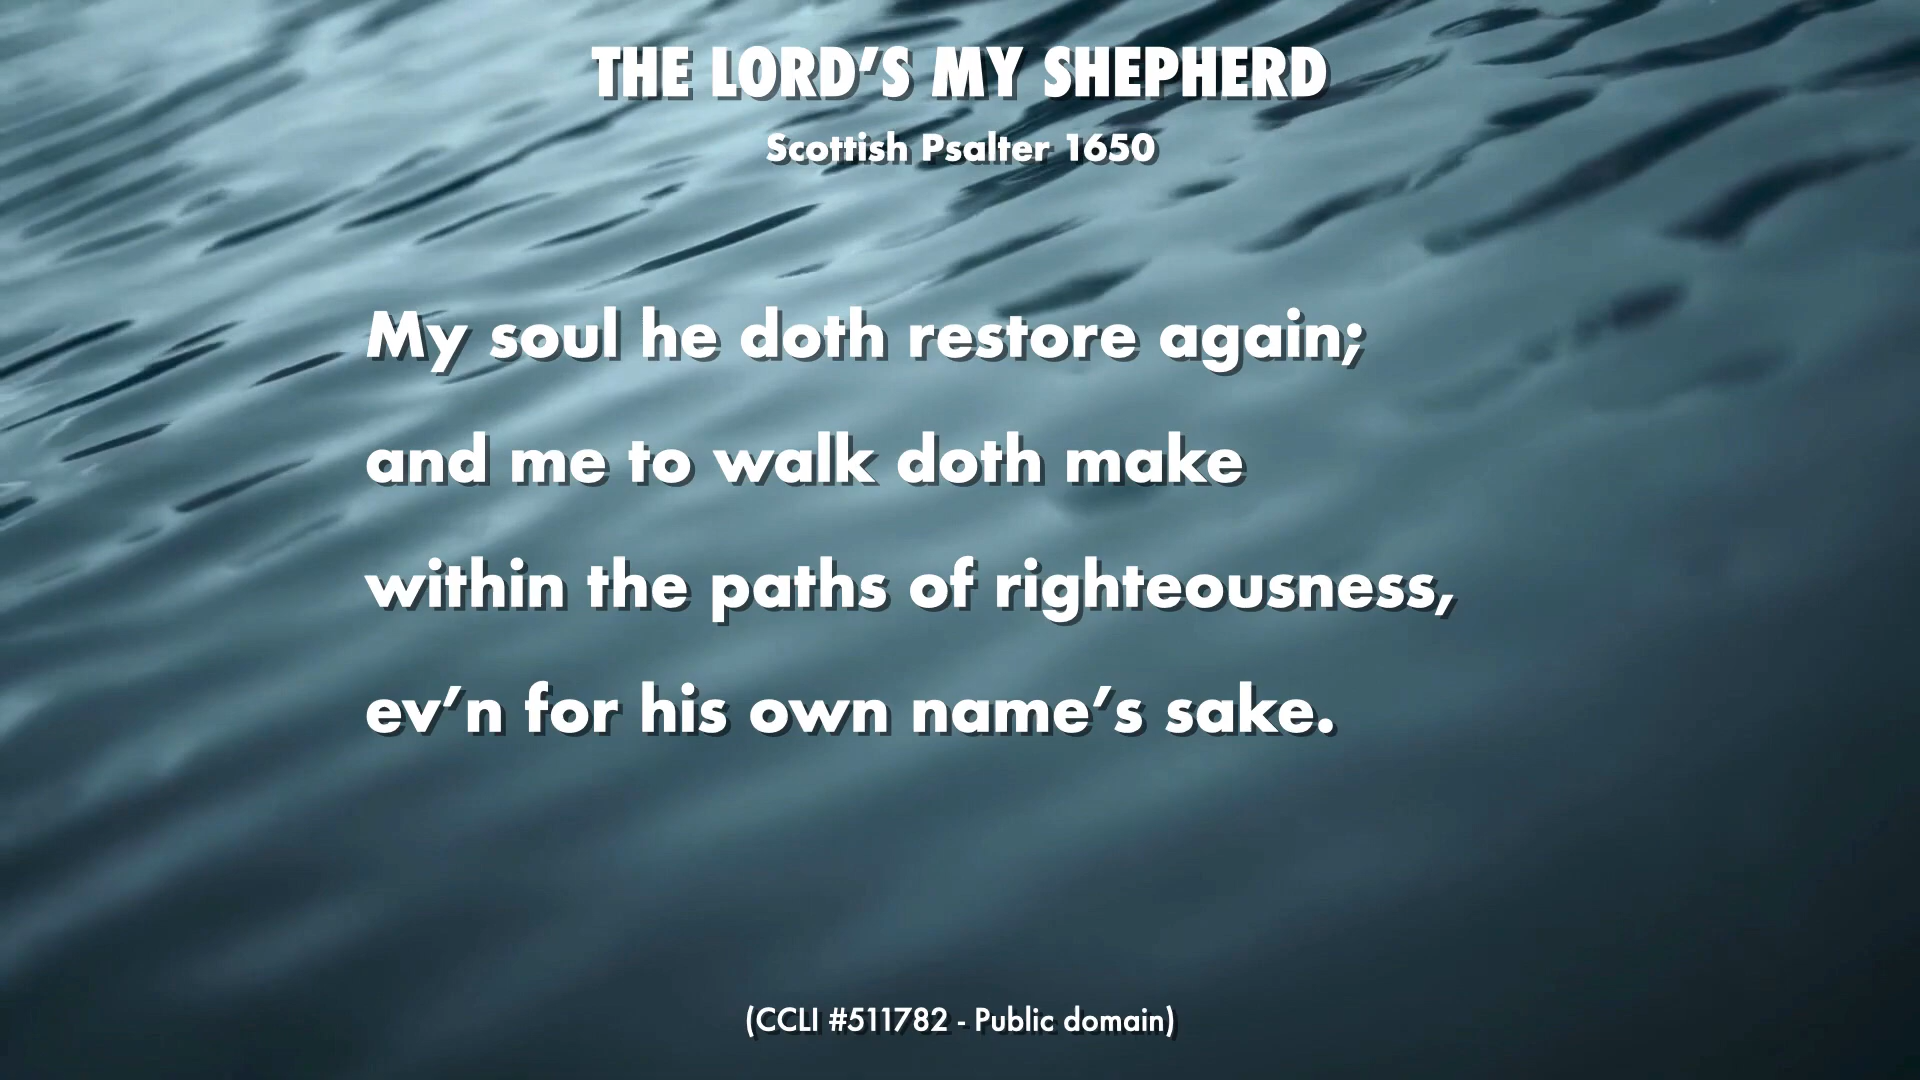 THE LORD’S MY SHEPHERD
Scottish Psalter 1650
My soul he doth restore again;
and me to walk doth make
within the paths of righteousness,
ev’n for his own name’s sake.
(CCLI #511782 - Public domain)